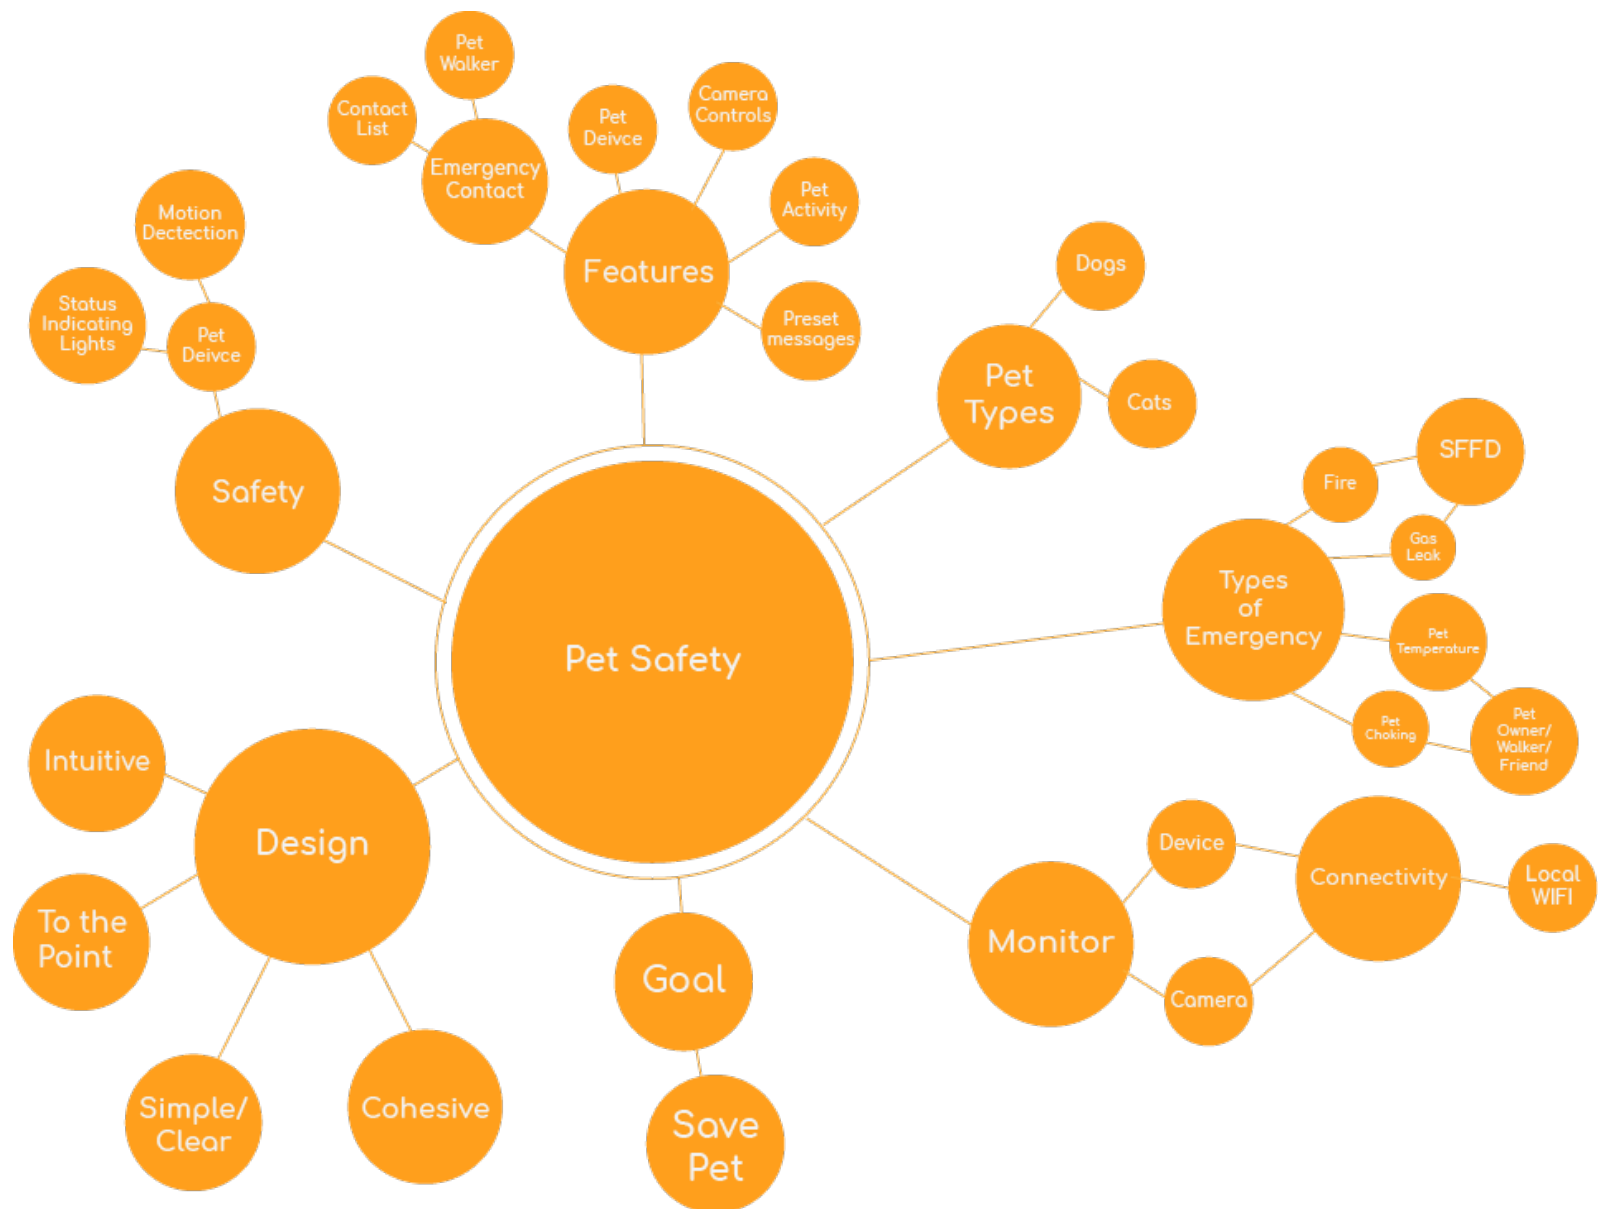 Pet
Walker
Contact
List
Emergency
Contact
Pet
Deivce
Camera
Controls
Pet
Activity
Features
Preset
messages
Motion
Dectection
Status
Indicating
Lights
Pet
Deivce
Safety
Dogs
Pet
Types
Cats
SFFD
Fire
Gas
Leak
Types
of
Emergency
Pet
Temperature
Pet
Choking
Pet
Owner/
Walker/
Friend
Pet Safety
Intuitive
Design
To the
Point
Simple/
Clear
Cohesive
Goal
Save
Pet
Monitor
Device
Camera
Connectivity
Local
WIFI